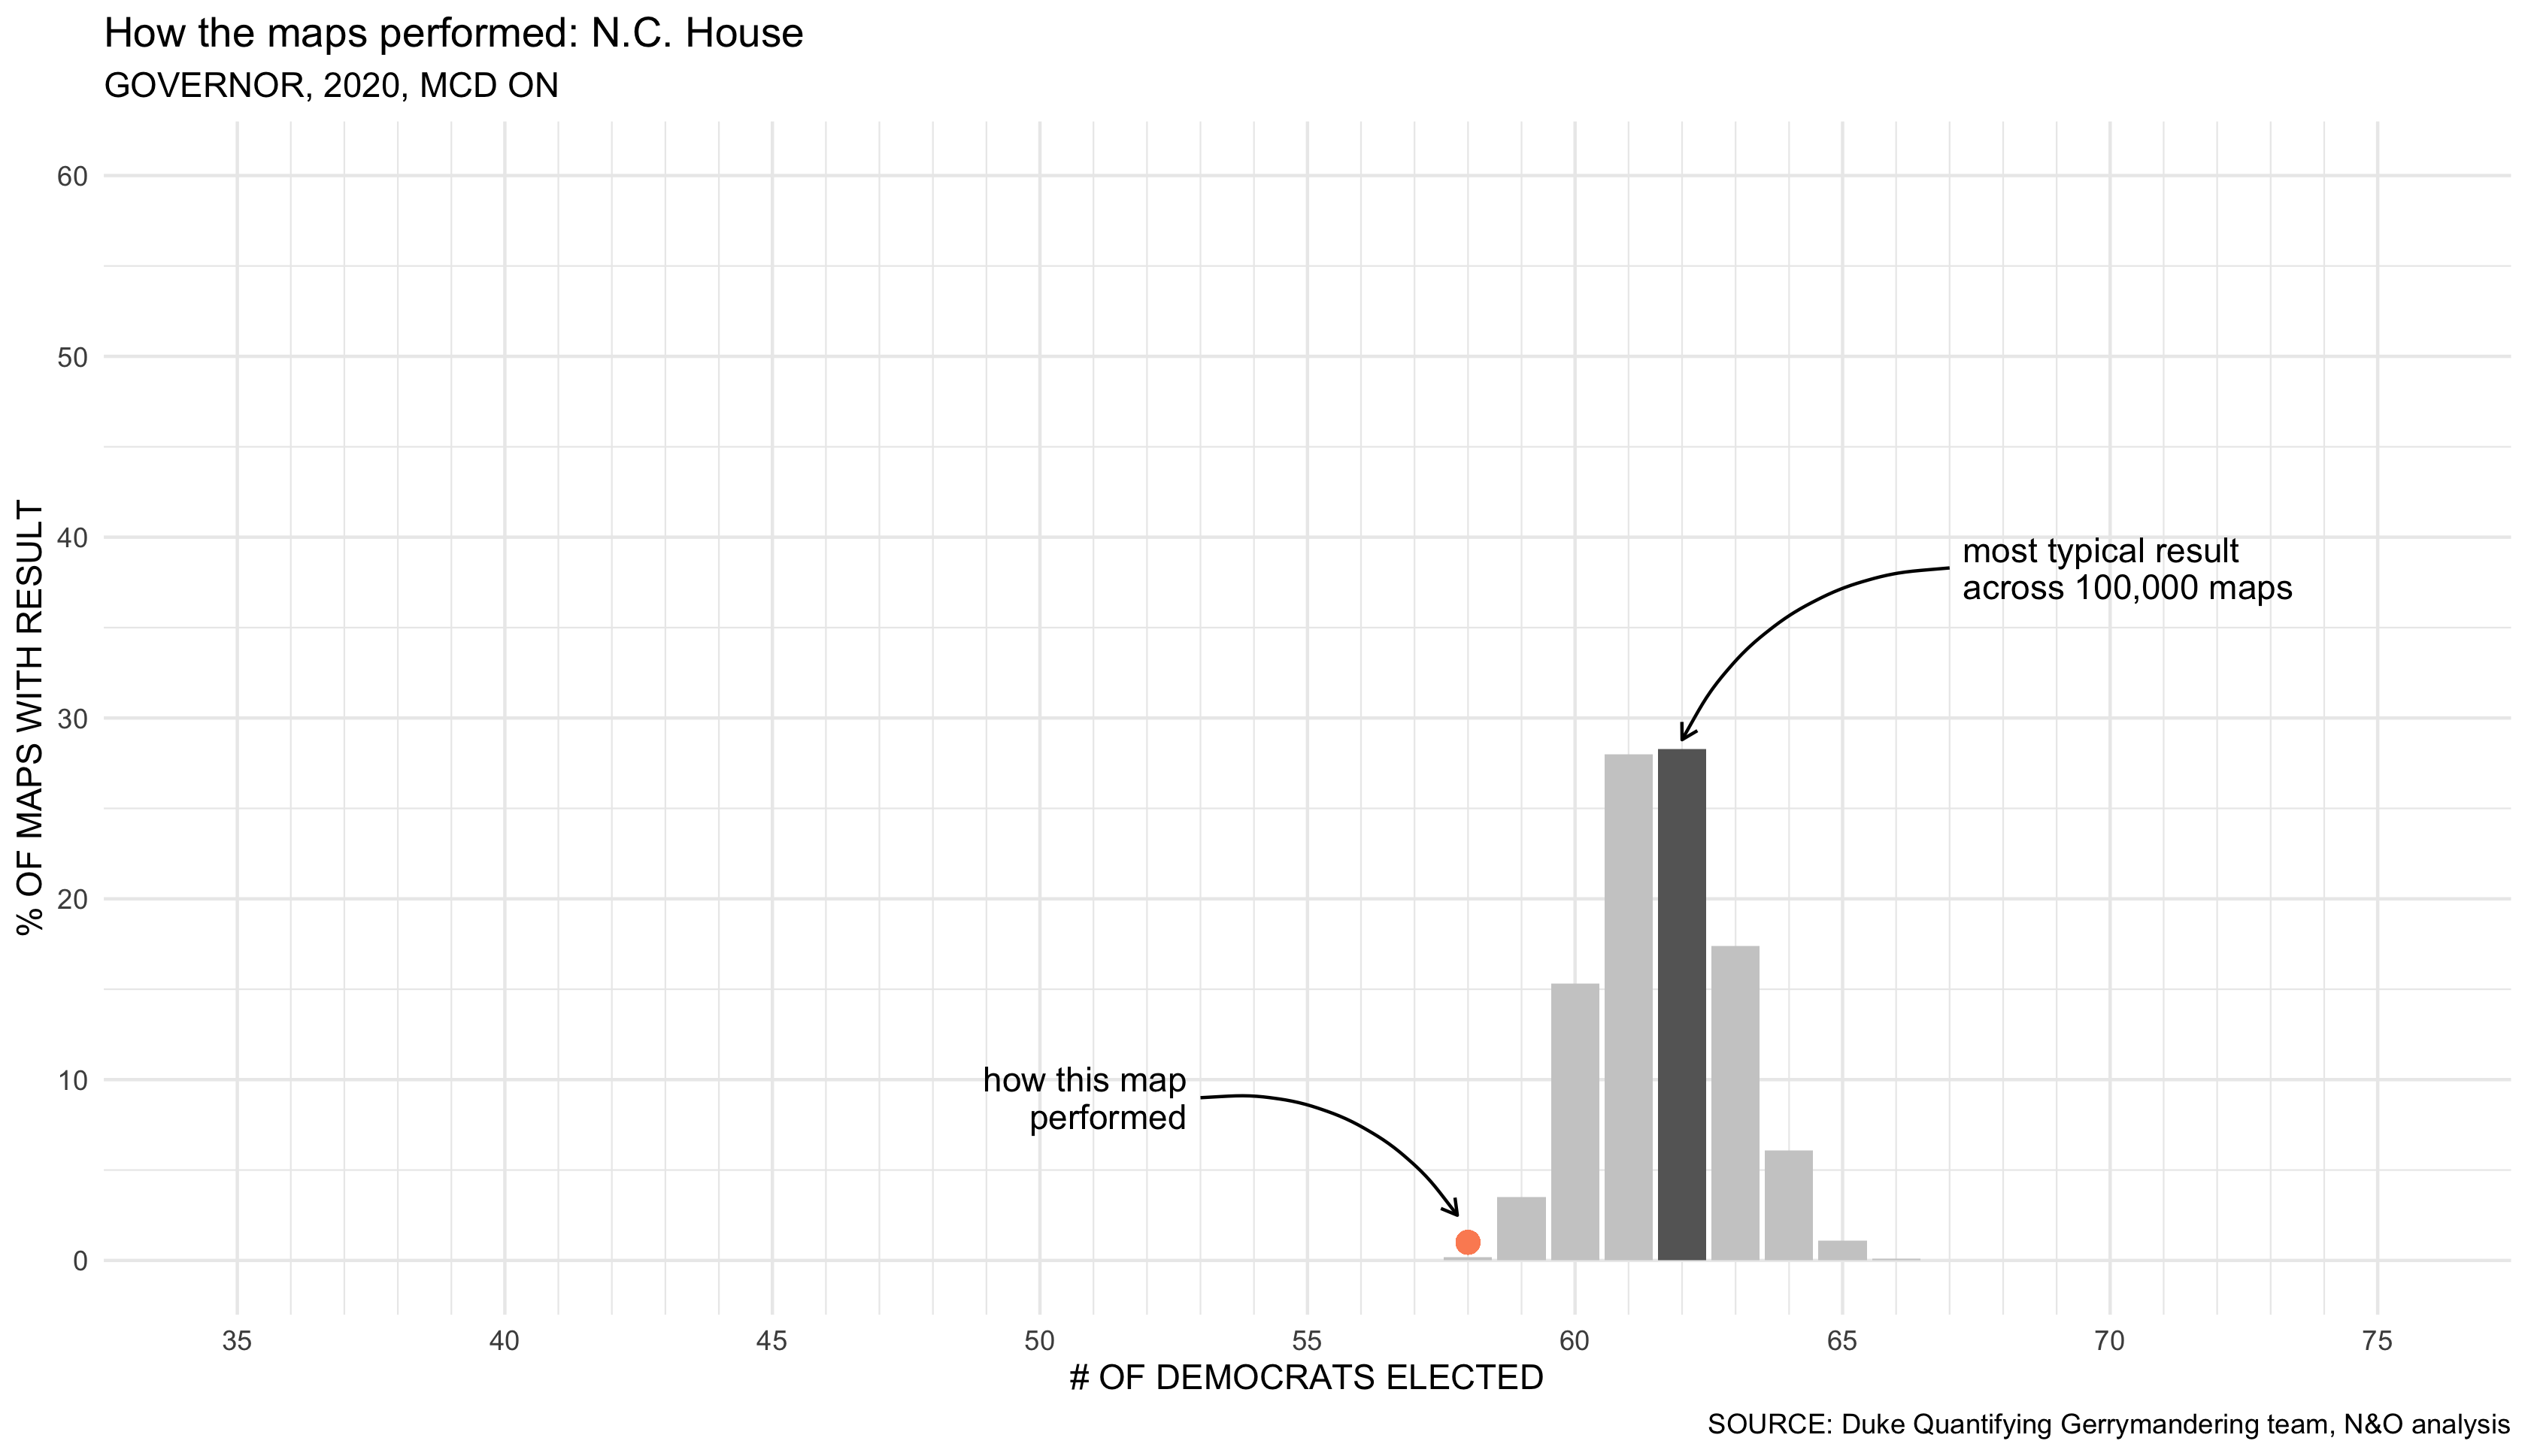 How the maps performed: N.C. House
GOVERNOR, 2020, MCD ON
% OF MAPS WITH RESULT
60
50
40
30
20
10
0
most typical result
across 100,000 maps
how this map
performed
35 40 45 50 55 60 65 70 75
# OF DEMOCRATS ELECTED
SOURCE: Duke Quantifying Gerrymandering team, N&O analysis